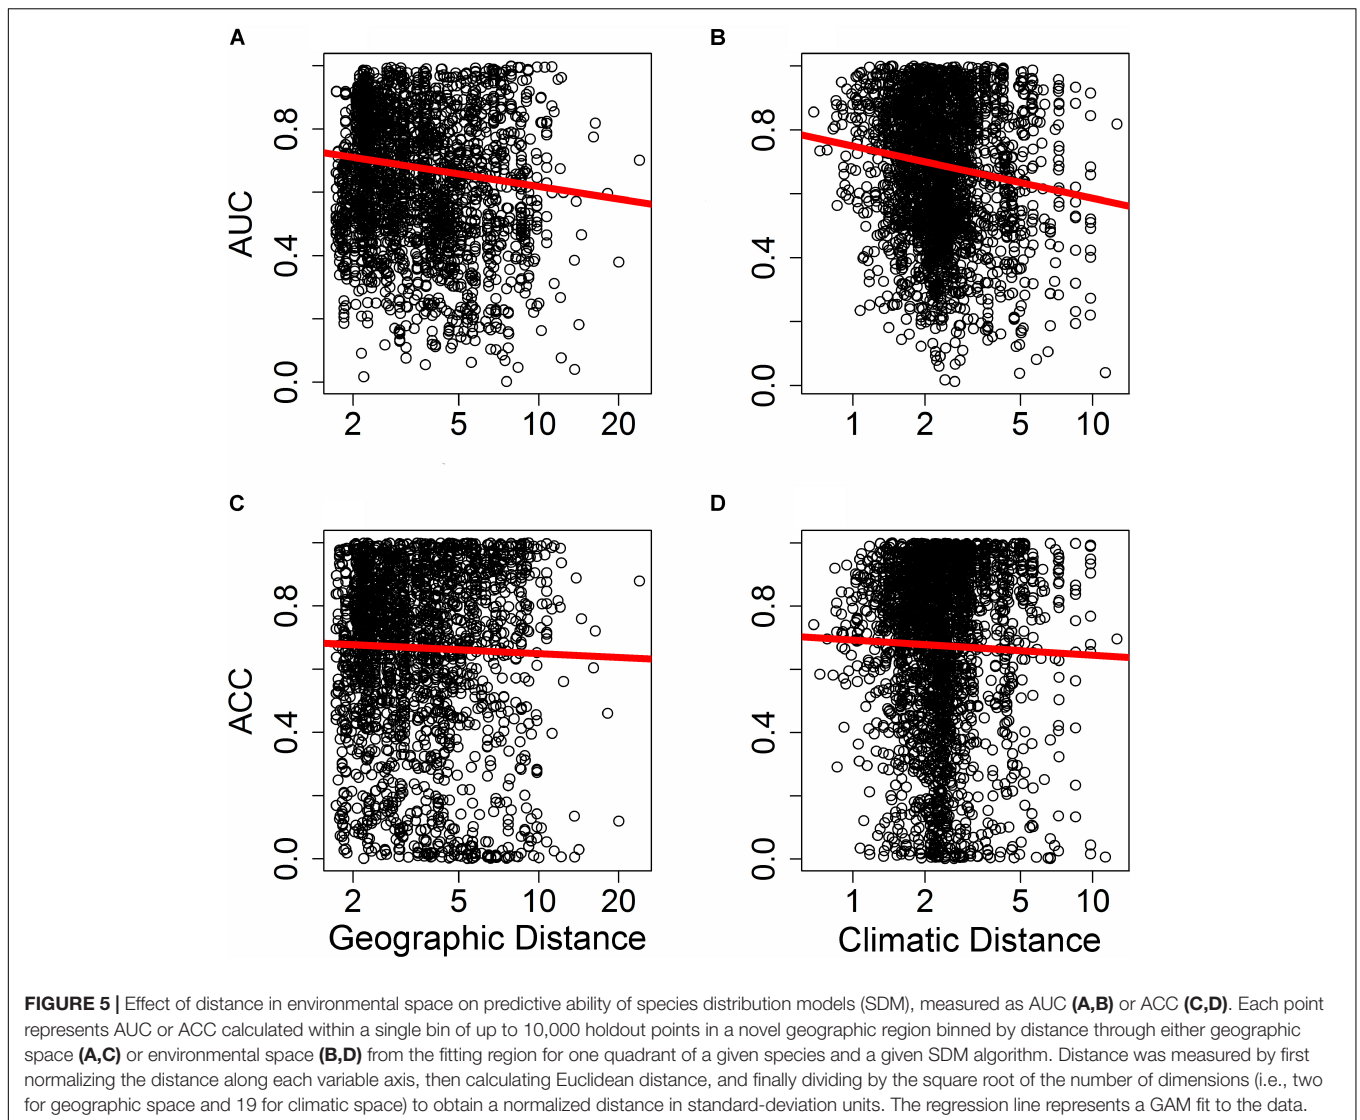 A
B
AUC
0.0
0.4
0.8
2
5
10
20
0.0
0.4
0.8
1
2
5
10
C
D
ACC
0.0
0.4
0.8
2
5
10
20
Geographic Distance
0.0
0.4
0.8
1
2
5
10
Climatic Distance
FIGURE 5 | Effect of distance in environmental space on predictive ability of species distribution models (SDM), measured as AUC (A,B) or ACC (C,D). Each point
represents AUC or ACC calculated within a single bin of up to 10,000 holdout points in a novel geographic region binned by distance through either geographic
space (A,C) or environmental space (B,D) from the fitting region for one quadrant of a given species and a given SDM algorithm. Distance was measured by first
normalizing the distance along each variable axis, then calculating Euclidean distance, and finally dividing by the square root of the number of dimensions (i.e., two
for geographic space and 19 for climatic space) to obtain a normalized distance in standard-deviation units. The regression line represents a GAM fit to the data.